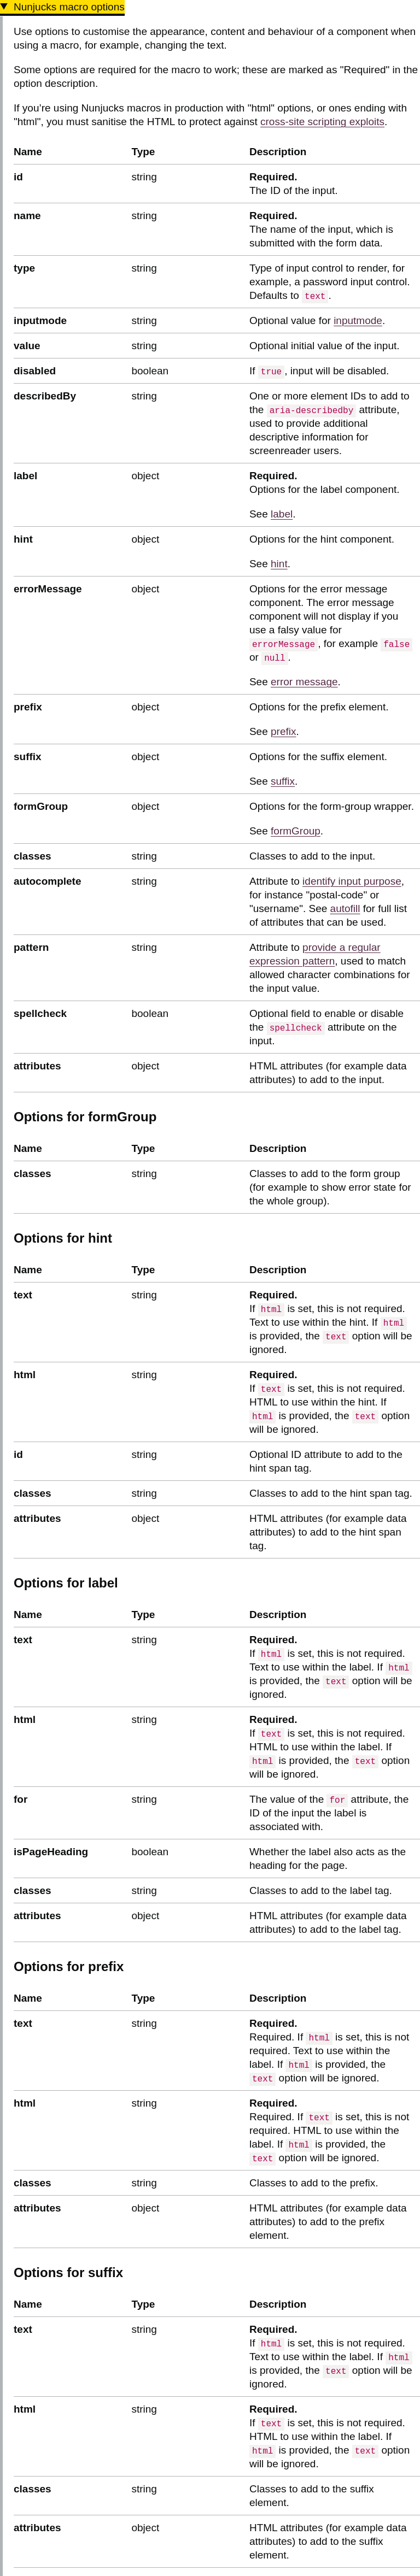 ▼ Nunjucks macro options
Use options to customise the appearance, content and behaviour of a component when
using a macro, for example, changing the text.
Some options are required for the macro to work; these are marked as "Required" in the
option description.
If you're using Nunjucks macros in production with "html" options, or ones ending with
"html", you must sanitise the HTML to protect against cross-site scripting exploits.
Name Type Description
id string Required.
The ID of the input.
name string Required.
The name of the input, which is
submitted with the form data.
type string Type of input control to render, for
example, a password input control.
Defaults to text.
inputmode string Optional value for inputmode.
value string Optional initial value of the input.
disabled boolean If true, input will be disabled.
describedBy string One or more element IDs to add to
the aria-describedby attribute,
used to provide additional
descriptive information for
screenreader users.
label object Required.
Options for the label component.
See label.
hint object Options for the hint component.
See hint.
errorMessage object Options for the error message
component. The error message
component will not display if you
use a falsy value for
errorMessage, for example false
or null.
See error message.
prefix object Options for the prefix element.
See prefix.
suffix object Options for the suffix element.
See suffix.
formGroup object Options for the form-group wrapper.
See formGroup.
classes string Classes to add to the input.
autocomplete string Attribute to identify input purpose,
for instance "postal-code" or
"username". See autofill for full list
of attributes that can be used.
pattern string Attribute to provide a regular
expression pattern, used to match
allowed character combinations for
the input value.
spellcheck boolean Optional field to enable or disable
the spellcheck attribute on the
input.
attributes object HTML attributes (for example data
attributes) to add to the input.
Options for formGroup
Name Type Description
classes string Classes to add to the form group
(for example to show error state for
the whole group).
Options for hint
Name Type Description
text string Required.
If html is set, this is not required.
Text to use within the hint. If html
is provided, the text option will be
ignored.
html string Required.
If text is set, this is not required.
HTML to use within the hint. If
html is provided, the text option
will be ignored.
id string Optional ID attribute to add to the
hint span tag.
classes string Classes to add to the hint span tag.
attributes object HTML attributes (for example data
attributes) to add to the hint span
tag.
Options for label
Name Type Description
text string Required.
If html is set, this is not required.
Text to use within the label. If html
is provided, the text option will be
ignored.
html string Required.
If text is set, this is not required.
HTML to use within the label. If
html is provided, the text option
will be ignored.
for string The value of the for attribute, the
ID of the input the label is
associated with.
isPageHeading boolean Whether the label also acts as the
heading for the page.
classes string Classes to add to the label tag.
attributes object HTML attributes (for example data
attributes) to add to the label tag.
Options for prefix
Name Type Description
text string Required.
Required. If html is set, this is not
required. Text to use within the
label. If html is provided, the
text option will be ignored.
html string Required.
Required. If text is set, this is not
required. HTML to use within the
label. If html is provided, the
text option will be ignored.
classes string Classes to add to the prefix.
attributes object HTML attributes (for example data
attributes) to add to the prefix
element.
Options for suffix
Name Type Description
text string Required.
If html is set, this is not required.
Text to use within the label. If html
is provided, the text option will be
ignored.
html string Required.
If text is set, this is not required.
HTML to use within the label. If
html is provided, the text option
will be ignored.
classes string Classes to add to the suffix
element.
attributes object HTML attributes (for example data
attributes) to add to the suffix
element.